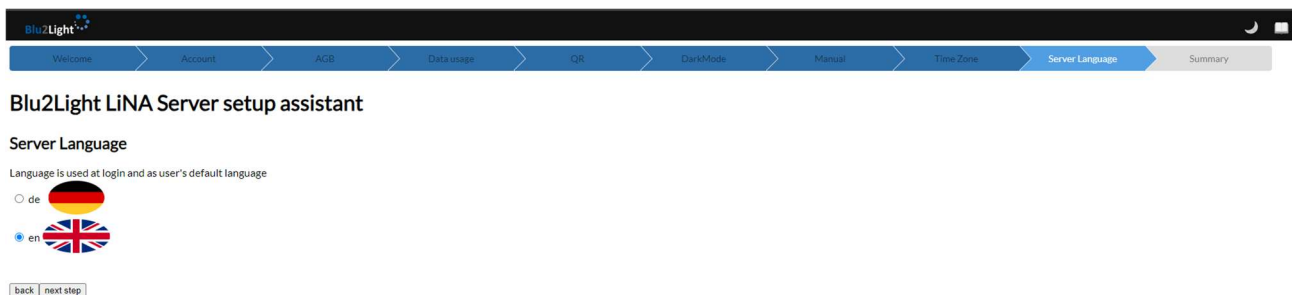 Blu2Light
Welcome Account AGB Data usage QR DarkMode Manual Time Zone Server Language Summary
Blu2Light LiNA Server setup assistant
Server Language
Language is used at login and as user's default language
de
en
back next step